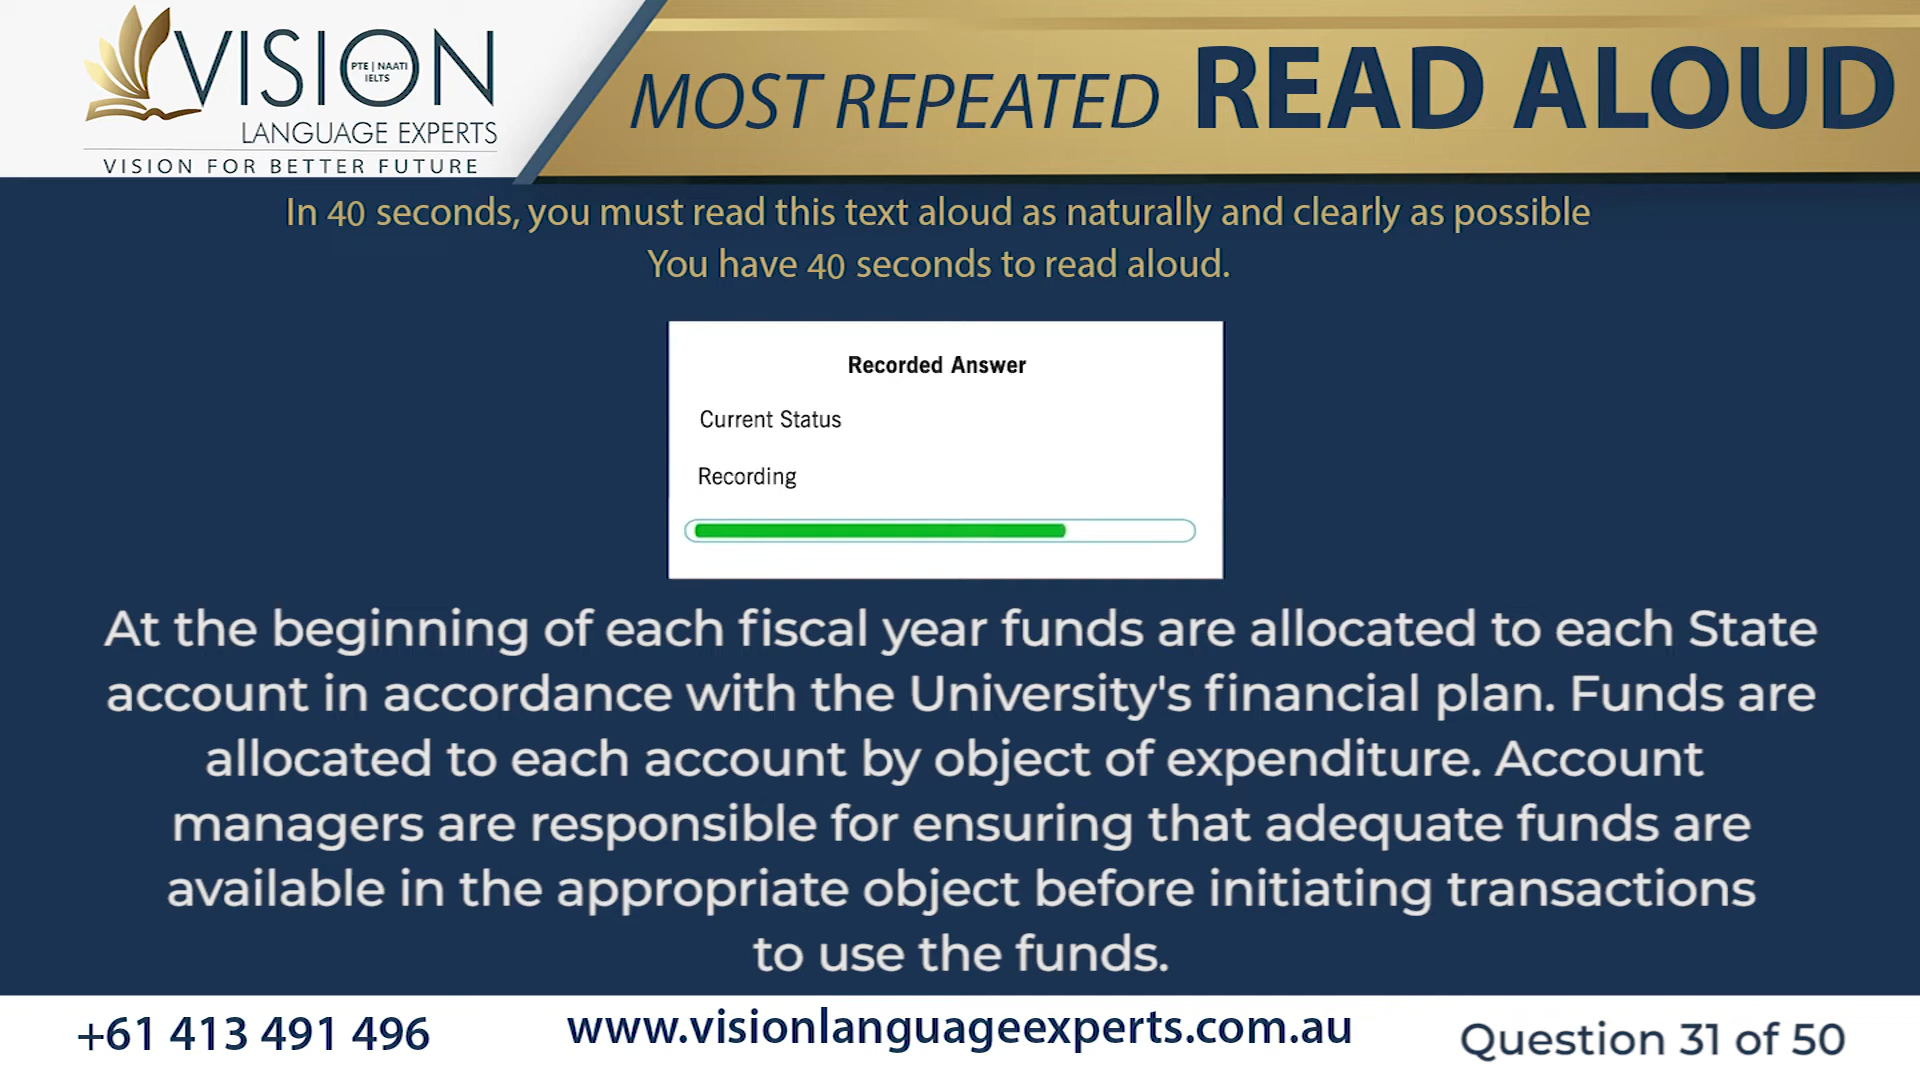 VISION
PTE | NAATI
IELTS
LANGUAGE EXPERTS
VISION FOR BETTER FUTURE
MOST REPEATED READ ALOUD
In 40 seconds, you must read this text aloud as naturally and clearly as possible
You have 40 seconds to read aloud.
Recorded Answer
Current Status
Recording
At the beginning of each fiscal year funds are allocated to each State
account in accordance with the University's financial plan. Funds are
allocated to each account by object of expenditure. Account
managers are responsible for ensuring that adequate funds are
available in the appropriate object before initiating transactions
to use the funds.
+61 413 491 496
www.visionlanguageexperts.com.au
Question 31 of 50